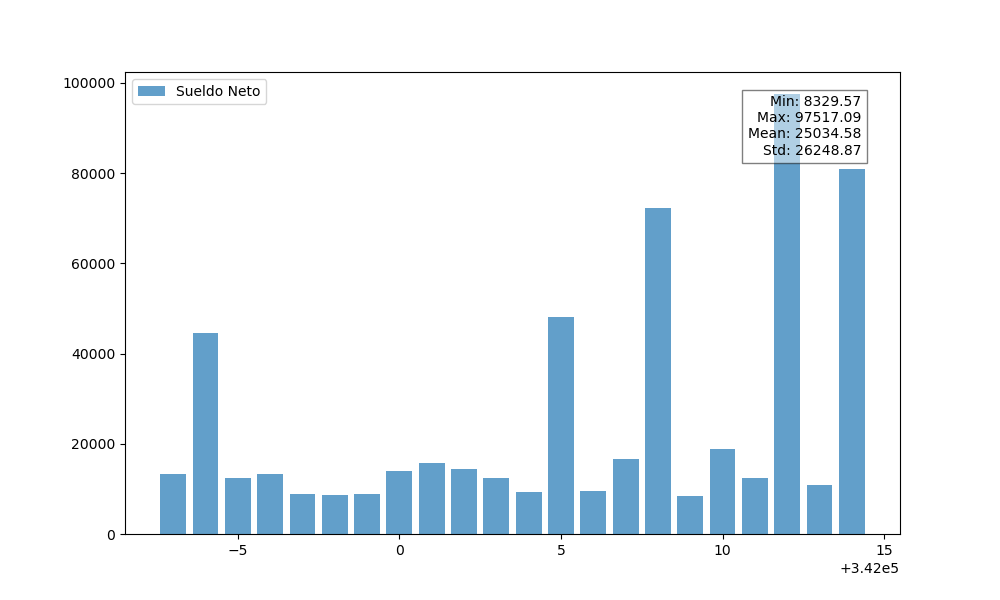 Sueldo Neto
Min: 8329.57
Max: 97517.09
Mean: 25034.58
Std: 26248.87
100000
80000
60000
40000
20000
0
−5
0
5
10
15
+3.42e5